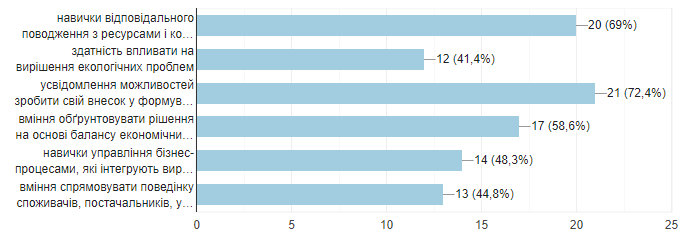 навички відповідального
поводження з ресурсами і ко…
20 (69%)
здатність впливати на
вирішення екологічних проблем
12 (41,4%)
усвідомлення можливостей
зробити свій внесок у формув…
21 (72,4%)
вміння обґрунтовувати рішення
на основі балансу економічни…
17 (58,6%)
навички управління бізнес-
процесами, які інтегрують вир…
14 (48,3%)
вміння спрямовувати поведінку
споживачів, постачальників, у…
13 (44,8%)
0 5 10 15 20 25